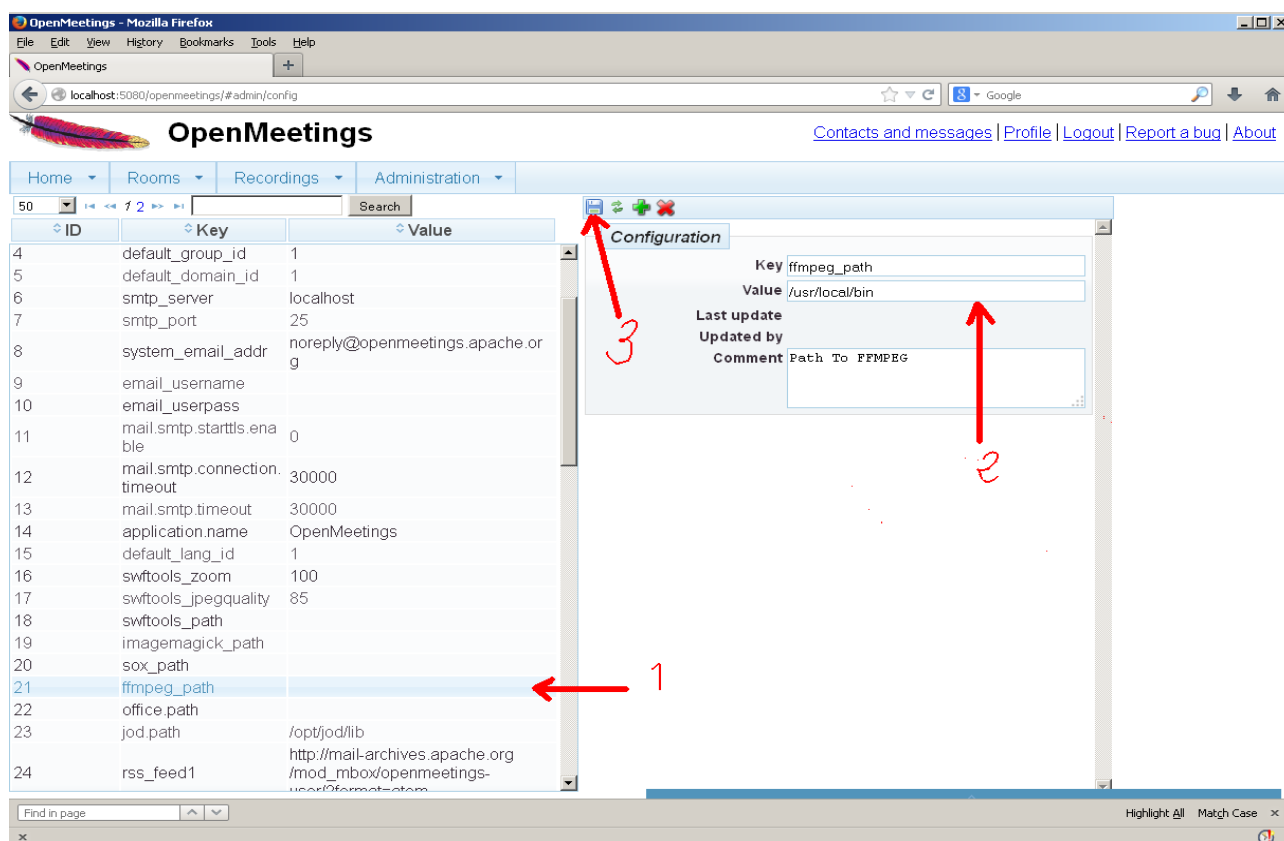 OpenMeetings - Mozilla Firefox
File Edit View History Bookmarks Tools Help
OpenMeetings +
localhost:5080/openmeetings/#admin/config
Google
OpenMeetings
Contacts and messages | Profile | Logout | Report a bug | About
Home Rooms Recordings Administration
50 1 2 Search
ID Key Value
4 default_group_id 1
5 default_domain_id 1
6 smtp_server localhost
7 smtp_port 25
8 system_email_addr noreply@openmeetings.apache.or
g
9 email_username
10 email_userpass
11 mail.smtp.starttls.ena 0
ble
12 mail.smtp.connection. 30000
timeout
13 mail.smtp.timeout 30000
14 application.name OpenMeetings
15 default_lang_id 1
16 swftools_zoom 100
17 swftools_jpegquality 85
18 swftools_path
19 imagemagick_path
20 sox_path
21 ffmpeg_path
22 office.path
23 jod.path /opt/jod/lib
24 rss_feed1 http://mail-archives.apache.org
/mod_mbox/openmeetings-
user/?format=atom
Configuration
Key ffmpeg_path
Value /usr/local/bin
Last update
Updated by
Comment Path To FFMPEG
3
2
1
Find in page Highlight All Match Case